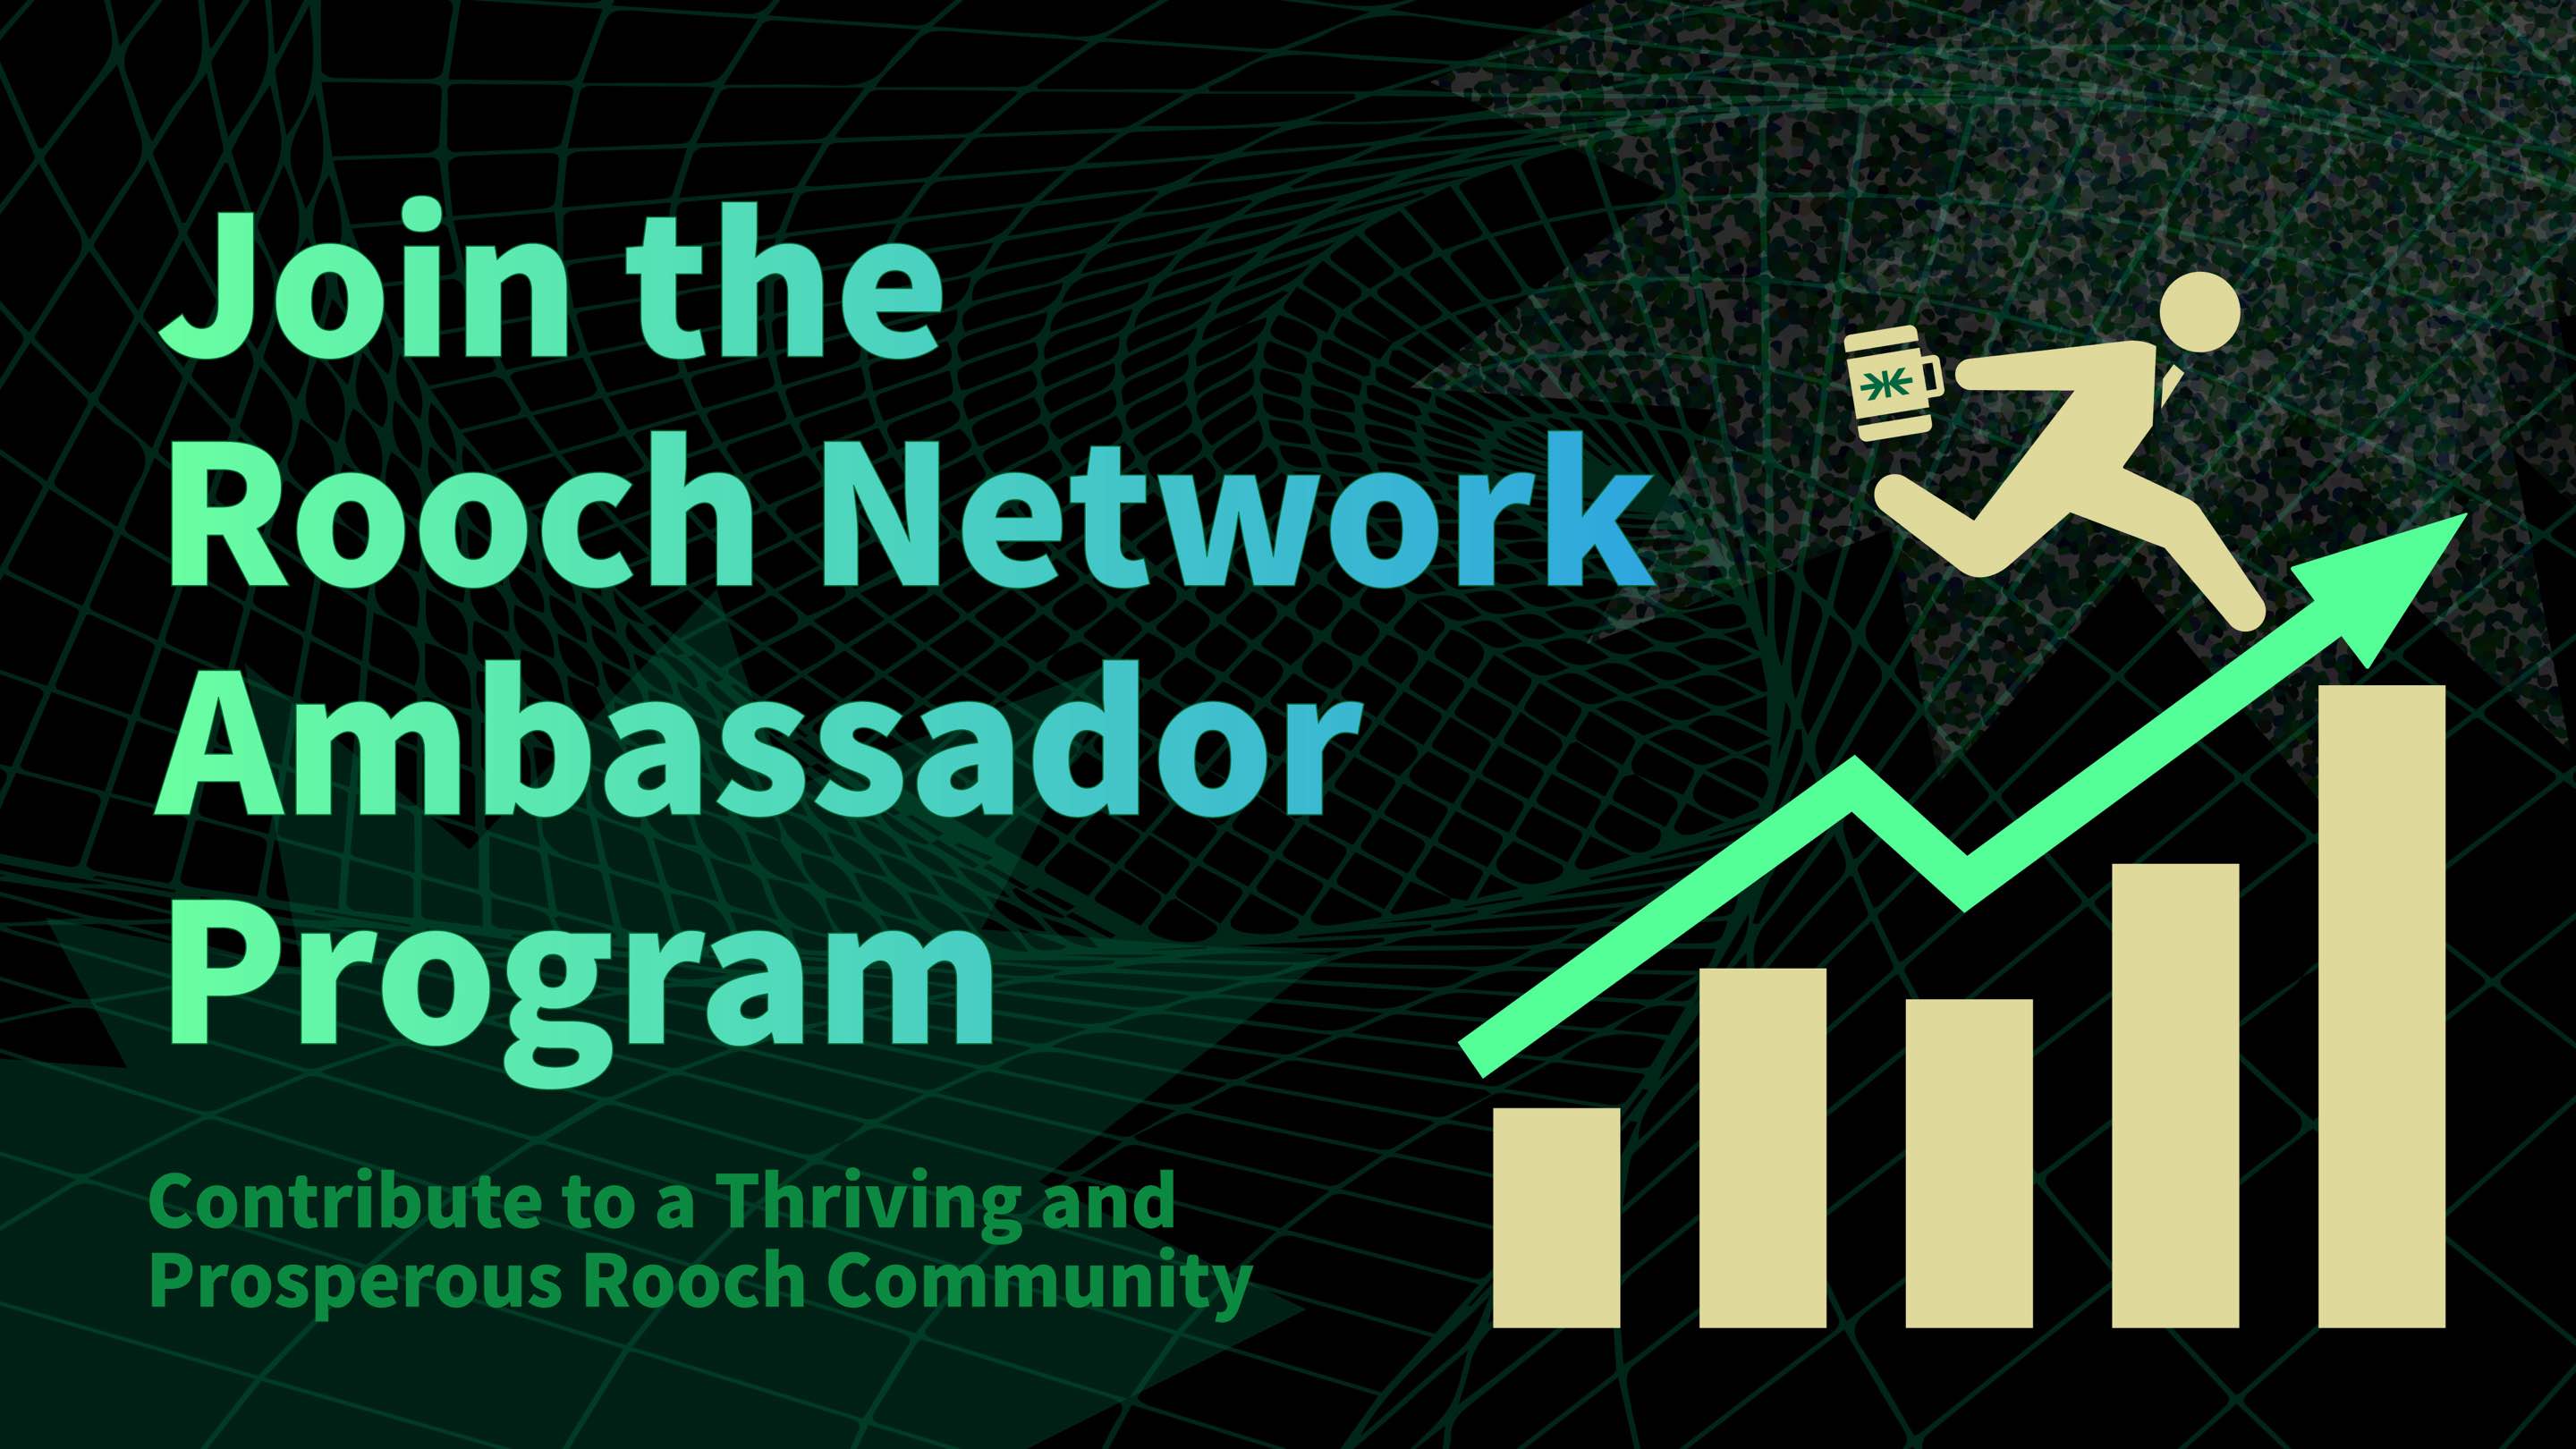 Join the
Rooch Network
Ambassador
Program
Contribute to a Thriving and
Prosperous Rooch Community